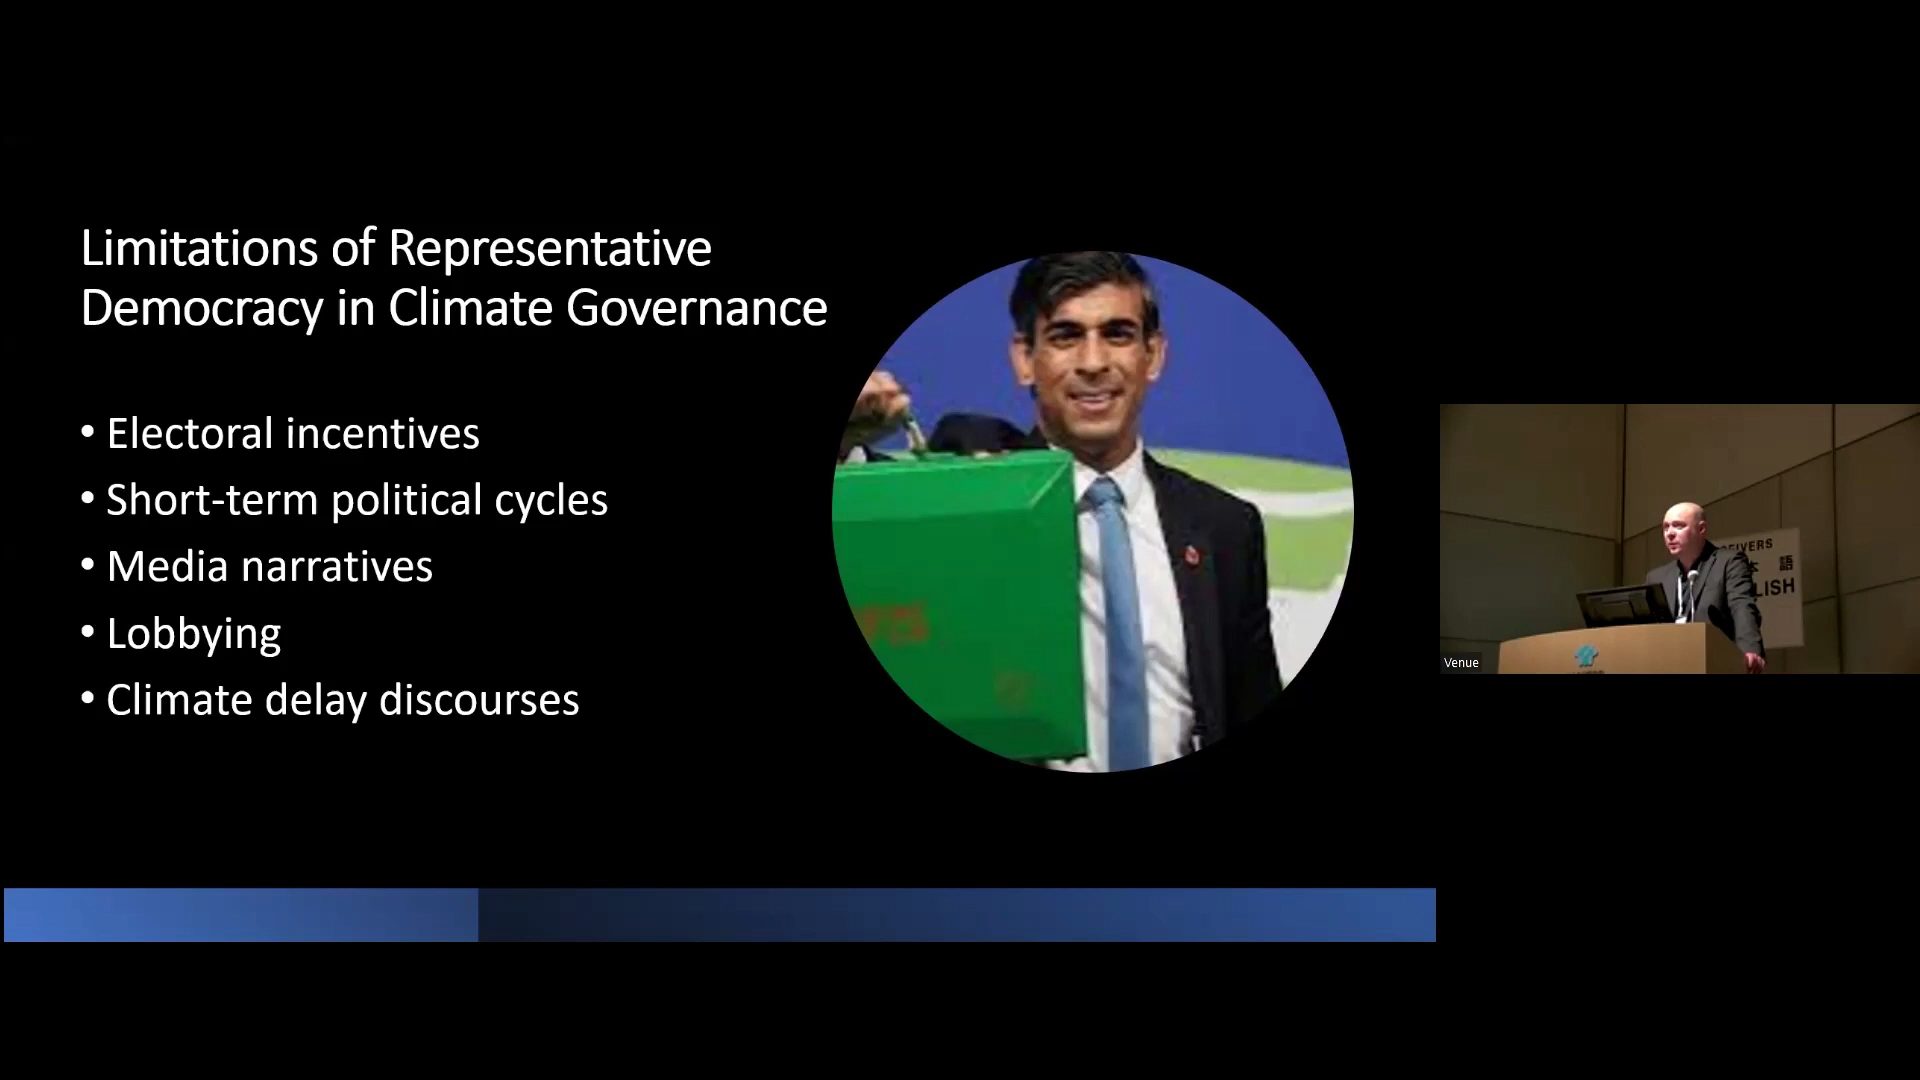 Limitations of Representative
Democracy in Climate Governance
• Electoral incentives
• Short-term political cycles
• Media narratives
• Lobbying
• Climate delay discourses
語
Venue